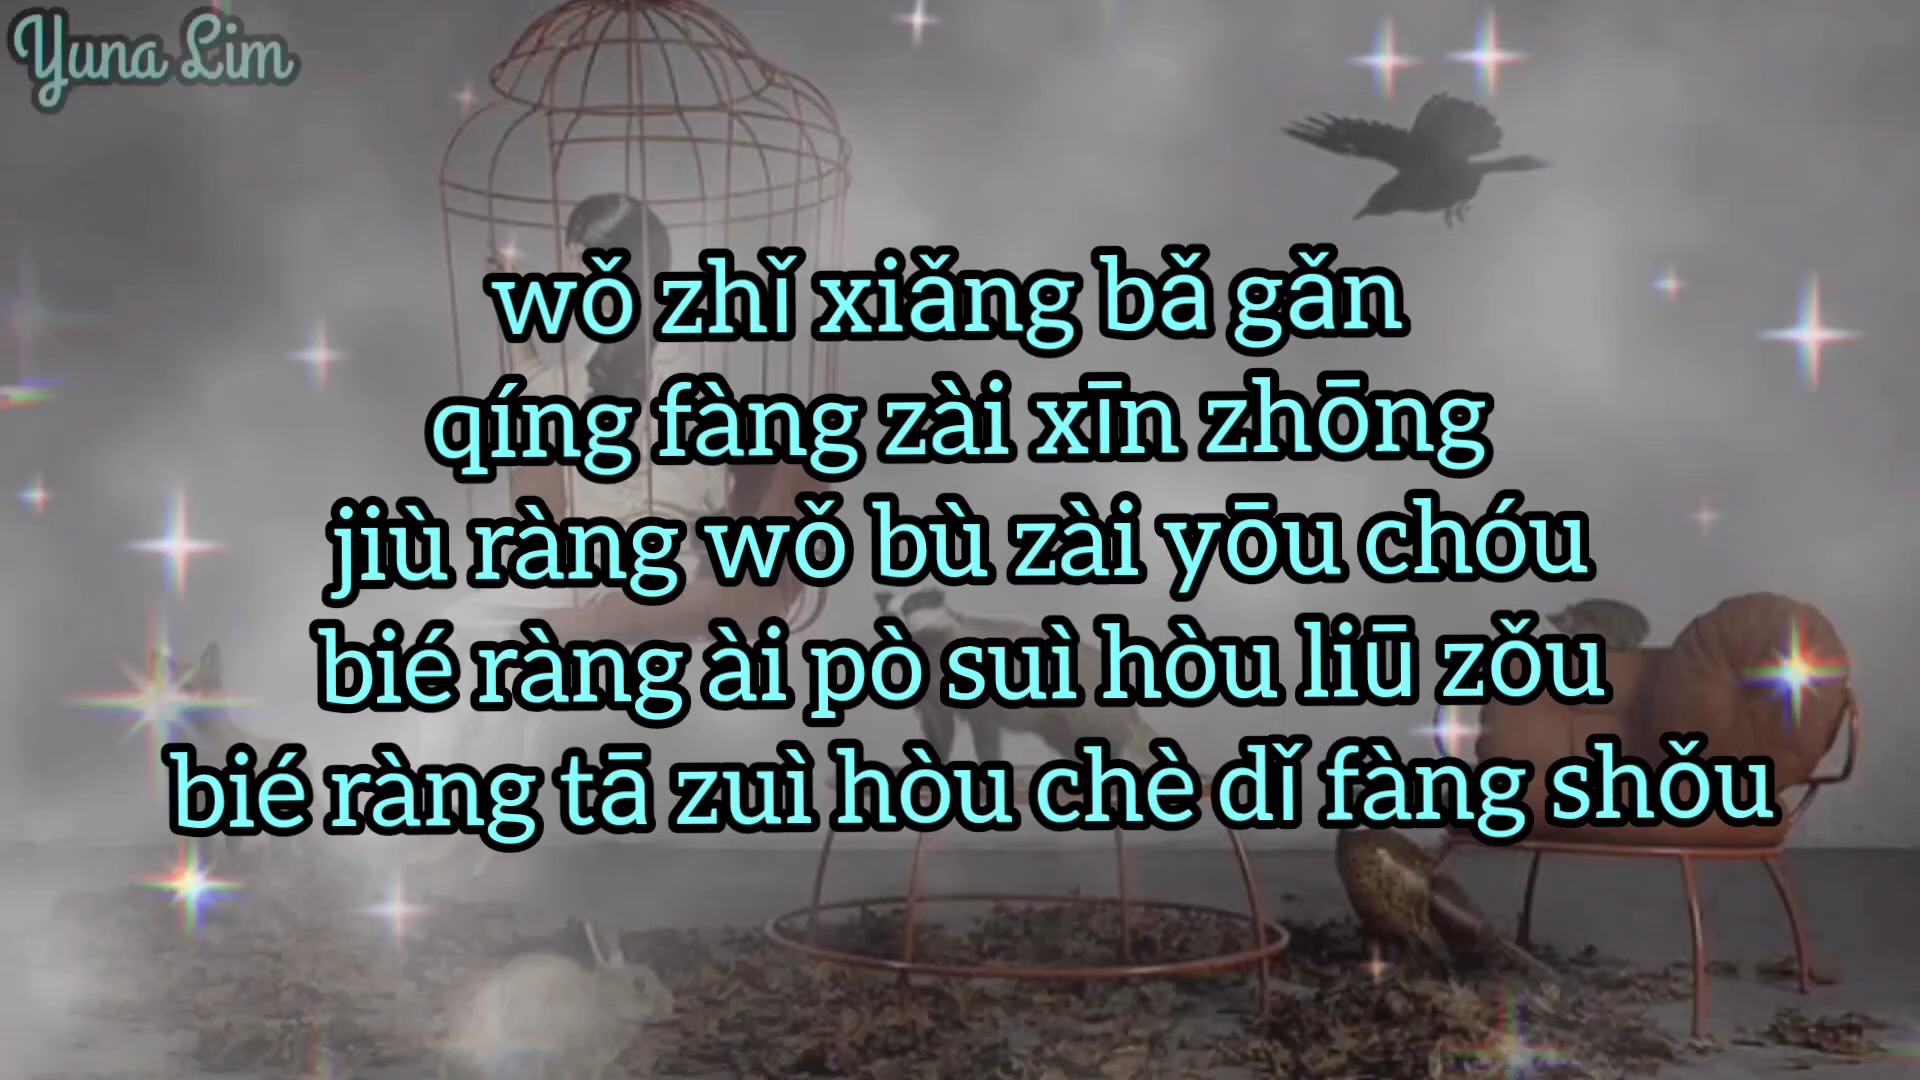 Yuna Lim
wǒ zhǐ xiǎng bǎ gǎn
qíng fàng zài xīn zhōng
jiù ràng wǒ bù zài yōu chóu
bié ràng ài pò suì hòu liū zǒu
bié ràng tā zuì hòu chè dǐ fàng shǒu